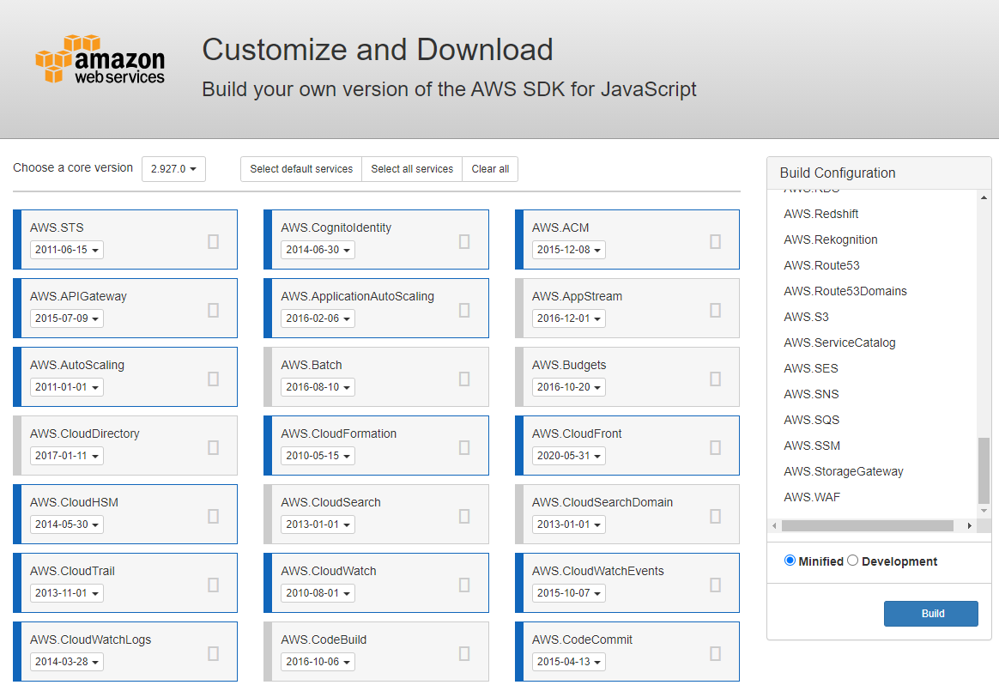 amazon
web services
Customize and Download
Build your own version of the AWS SDK for JavaScript
Choose a core version 2.927.0 Select default services Select all services Clear all
AWS.STS AWS.CognitoIdentity AWS.ACM
2011-06-15 2014-06-30 2015-12-08
AWS.APIGateway AWS.ApplicationAutoScaling AWS.AppStream
2015-07-09 2016-02-06 2016-12-01
AWS.AutoScaling AWS.Batch AWS.Budgets
2011-01-01 2016-08-10 2016-10-20
AWS.CloudDirectory AWS.CloudFormation AWS.CloudFront
2017-01-11 2010-05-15 2020-05-31
AWS.CloudHSM AWS.CloudSearch AWS.CloudSearchDomain
2014-05-30 2013-01-01 2013-01-01
AWS.CloudTrail AWS.CloudWatch AWS.CloudWatchEvents
2013-11-01 2010-08-01 2015-10-07
AWS.CloudWatchLogs AWS.CodeBuild AWS.CodeCommit
2014-03-28 2016-10-06 2015-04-13
Build Configuration
AWS.RDS
AWS.Redshift
AWS.Rekognition
AWS.Route53
AWS.Route53Domains
AWS.S3
AWS.ServiceCatalog
AWS.SES
AWS.SNS
AWS.SQS
AWS.SSM
AWS.StorageGateway
AWS.WAF
Minified Development
Build